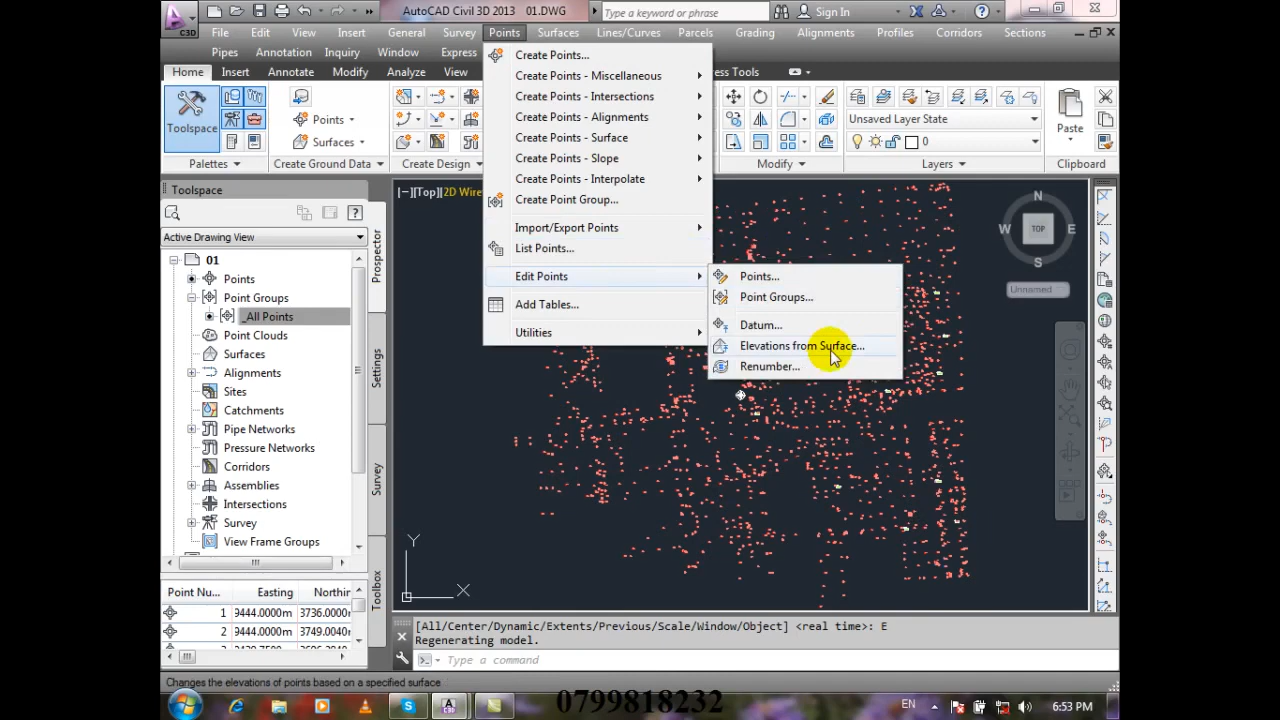 AutoCAD Civil 3D 2013 01.DWG
Type a keyword or phrase
Sign In
C3D
File Edit View Insert General Survey Points Surfaces Lines/Curves Parcels Grading Alignments Profiles Corridors Sections
Pipes Annotation Inquiry Window Express
Home Insert Annotate Modify Analyze View
Toolspace
Points
Surfaces
Unsaved Layer State
0
Paste
Palettes
Create Ground Data
Create Design
Modify
Layers
Clipboard
Create Points...
Create Points - Miscellaneous
Create Points - Intersections
Create Points - Alignments
Create Points - Surface
Create Points - Slope
Create Points - Interpolate
Create Point Group...
Import/Export Points
List Points...
Edit Points
Add Tables...
Utilities
Points...
Point Groups...
Datum...
Elevations from Surface...
Renumber...
Toolspace
Active Drawing View
01
Points
Point Groups
_All Points
Point Clouds
Surfaces
Alignments
Sites
Catchments
Pipe Networks
Pressure Networks
Corridors
Assemblies
Intersections
Survey
View Frame Groups
Prospector
Settings
Survey
Toolbox
Point Nu... Easting Northin
1 9444.0000m 3736.0000
2 9444.0000m 3749.0040
[−][Top][2D Wire
N
W TOP E
S
Unnamed
Y
X
[All/Center/Dynamic/Extents/Previous/Scale/Window/Object] <real time>: E
Regenerating model.
Type a command
Changes the elevations of points based on a specified surface
0799818232
EN
6:53 PM